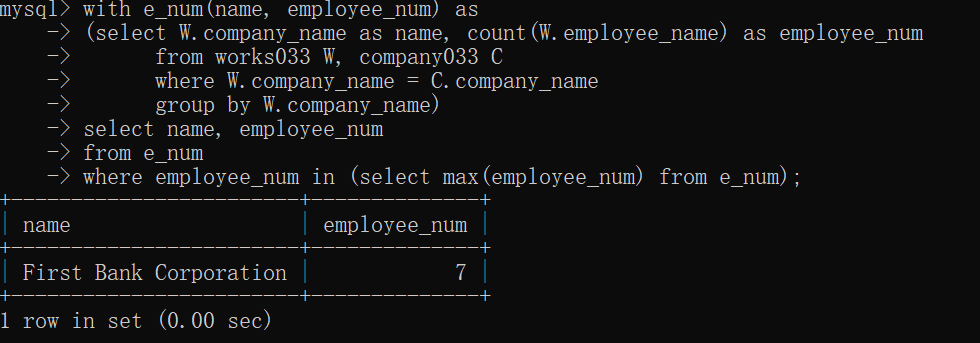 mysql> with e_num(name, employee_num) as
    -> (select W.company_name as name, count(W.employee_name) as employee_num
    ->       from works033 W, company033 C
    ->       where W.company_name = C.company_name
    ->       group by W.company_name)
    -> select name, employee_num
    -> from e_num
    -> where employee_num in (select max(employee_num) from e_num);
+------------------------+--------------+
| name                   | employee_num |
+------------------------+--------------+
| First Bank Corporation |            7 |
+------------------------+--------------+
1 row in set (0.00 sec)